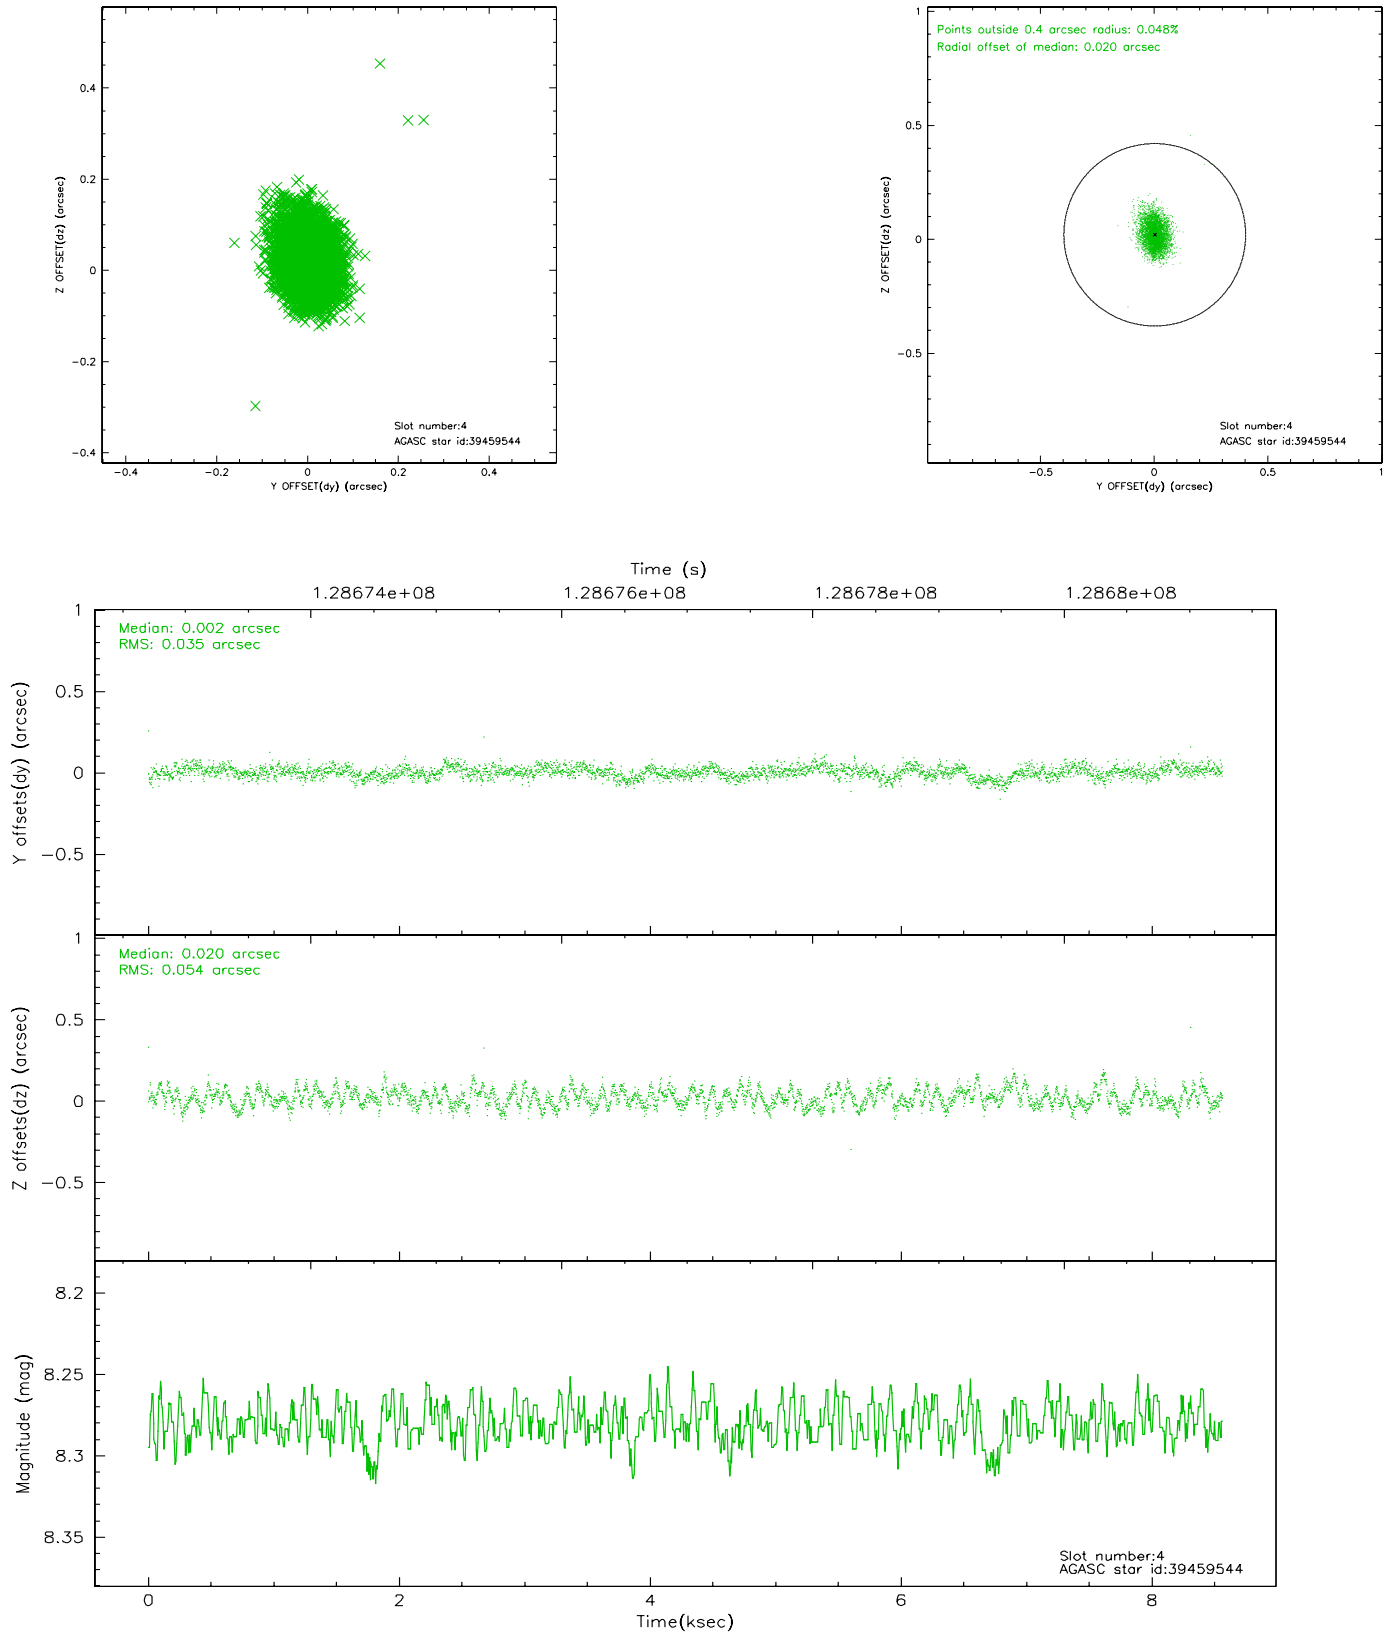 0.4
0.2
0
−0.2
−0.4
Z OFFSET(dz) (arcsec)
Slot number:4
AGASC star id:39459544
−0.4
−0.2
0
0.2
0.4
Y OFFSET(dy) (arcsec)
Points outside 0.4 arcsec radius: 0.048%
Radial offset of median: 0.020 arcsec
1
0.5
0
−0.5
Z OFFSET(dz) (arcsec)
Slot number:4
AGASC star id:39459544
−0.5
0
0.5
1
Y OFFSET(dy) (arcsec)
Time (s)
1.28674e+08
1.28676e+08
1.28678e+08
1.2868e+08
Median: 0.002 arcsec
RMS: 0.035 arcsec
1
0.5
0
−0.5
Y offsets(dy) (arcsec)
Median: 0.020 arcsec
RMS: 0.054 arcsec
1
0.5
0
−0.5
Z offsets(dz) (arcsec)
8.2
8.25
8.3
8.35
Magnitude (mag)
Slot number:4
AGASC star id:39459544
0
2
4
6
8
Time(ksec)